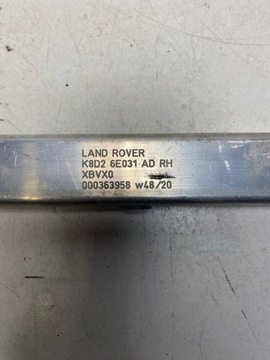 LAND ROVER
K8D2 6E031-AD RH
XBVX0
000363958 w48/20